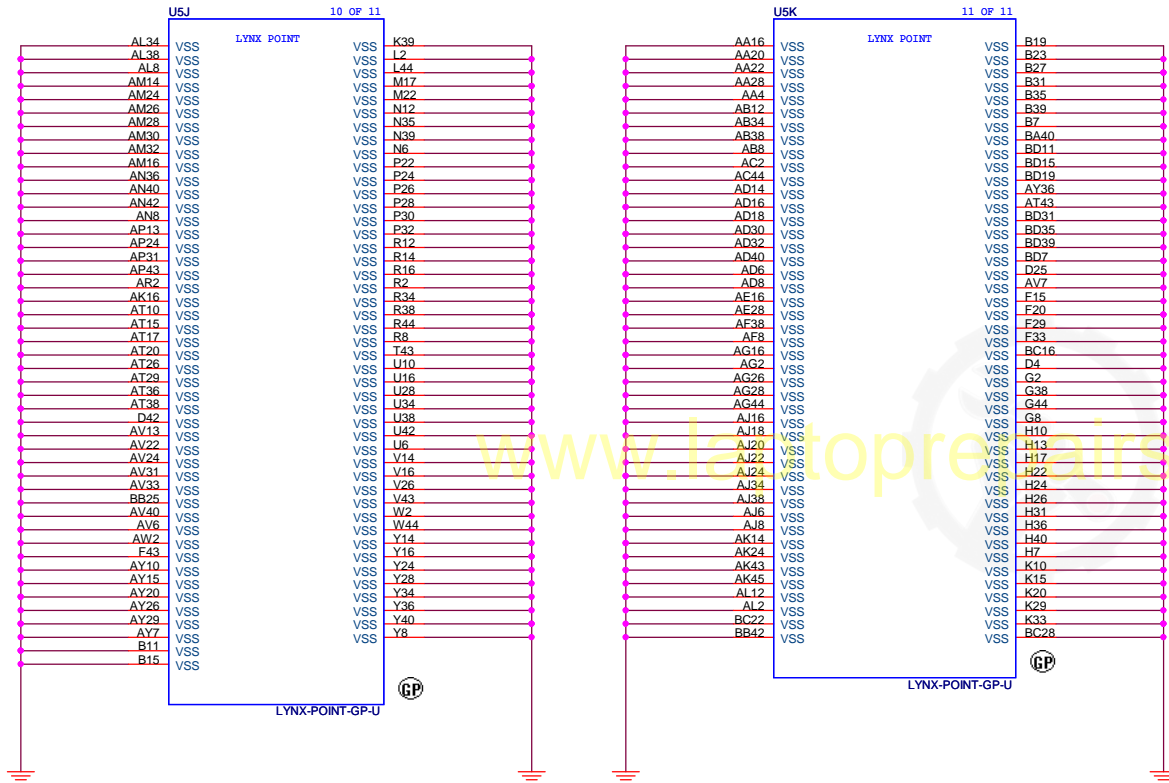 U5J 10 OF 11
LYNX POINT
AL34 VSS VSS K39
AL38 VSS VSS L2
AL8 VSS VSS L44
AM14 VSS VSS M17
AM24 VSS VSS M22
AM26 VSS VSS N12
AM28 VSS VSS N35
AM30 VSS VSS N39
AM32 VSS VSS N6
AM16 VSS VSS P22
AN36 VSS VSS P24
AN40 VSS VSS P26
AN42 VSS VSS P28
AN8 VSS VSS P30
AP13 VSS VSS P32
AP24 VSS VSS R12
AP31 VSS VSS R14
AP43 VSS VSS R16
AR2 VSS VSS R2
AK16 VSS VSS R34
AT10 VSS VSS R38
AT15 VSS VSS R44
AT17 VSS VSS R8
AT20 VSS VSS T43
AT26 VSS VSS U10
AT29 VSS VSS U16
AT36 VSS VSS U28
AT38 VSS VSS U34
D42 VSS VSS U38
AV13 VSS VSS U42
AV22 VSS VSS U6
AV24 VSS VSS V14
AV31 VSS VSS V16
AV33 VSS VSS V26
BB25 VSS VSS V43
AV40 VSS VSS W2
AV6 VSS VSS W44
AW2 VSS VSS Y14
F43 VSS VSS Y16
AY10 VSS VSS Y24
AY15 VSS VSS Y28
AY20 VSS VSS Y34
AY26 VSS VSS Y36
AY29 VSS VSS Y40
AY7 VSS VSS Y8
B11 VSS
B15 VSS
GP
LYNX-POINT-GP-U
U5K 11 OF 11
LYNX POINT
AA16 VSS VSS B19
AA20 VSS VSS B23
AA22 VSS VSS B27
AA28 VSS VSS B31
AA4 VSS VSS B35
AB12 VSS VSS B39
AB34 VSS VSS B7
AB38 VSS VSS BA40
AB8 VSS VSS BD11
AC2 VSS VSS BD15
AC44 VSS VSS BD19
AD14 VSS VSS AY36
AD16 VSS VSS AT43
AD18 VSS VSS BD31
AD30 VSS VSS BD35
AD32 VSS VSS BD39
AD40 VSS VSS BD7
AD6 VSS VSS D25
AD8 VSS VSS AV7
AE16 VSS VSS F15
AE28 VSS VSS F20
AF38 VSS VSS F29
AF8 VSS VSS F33
AG16 VSS VSS BC16
AG2 VSS VSS D4
AG26 VSS VSS G2
AG28 VSS VSS G38
AG44 VSS VSS G44
AJ16 VSS VSS G8
AJ18 VSS VSS H10
AJ20 VSS VSS H13
AJ22 VSS VSS H17
AJ24 VSS VSS H22
AJ34 VSS VSS H24
AJ38 VSS VSS H26
AJ6 VSS VSS H31
AJ8 VSS VSS H36
AK14 VSS VSS H40
AK24 VSS VSS H7
AK43 VSS VSS K10
AK45 VSS VSS K15
AL12 VSS VSS K20
AL2 VSS VSS K29
BC22 VSS VSS K33
BB42 VSS VSS BC28
GP
LYNX-POINT-GP-U
www.laptoprepairs